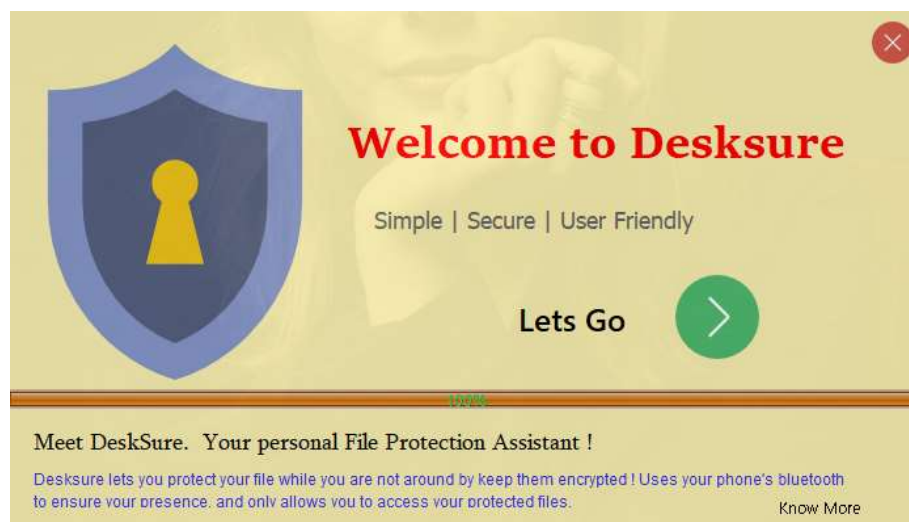 Welcome to Desksure
Simple | Secure | User Friendly
Lets Go
100%
Meet DeskSure. Your personal File Protection Assistant !
Desksure lets you protect your file while you are not around by keep them encrypted ! Uses your phone's bluetooth
to ensure your presence, and only allows you to access your protected files.
Know More